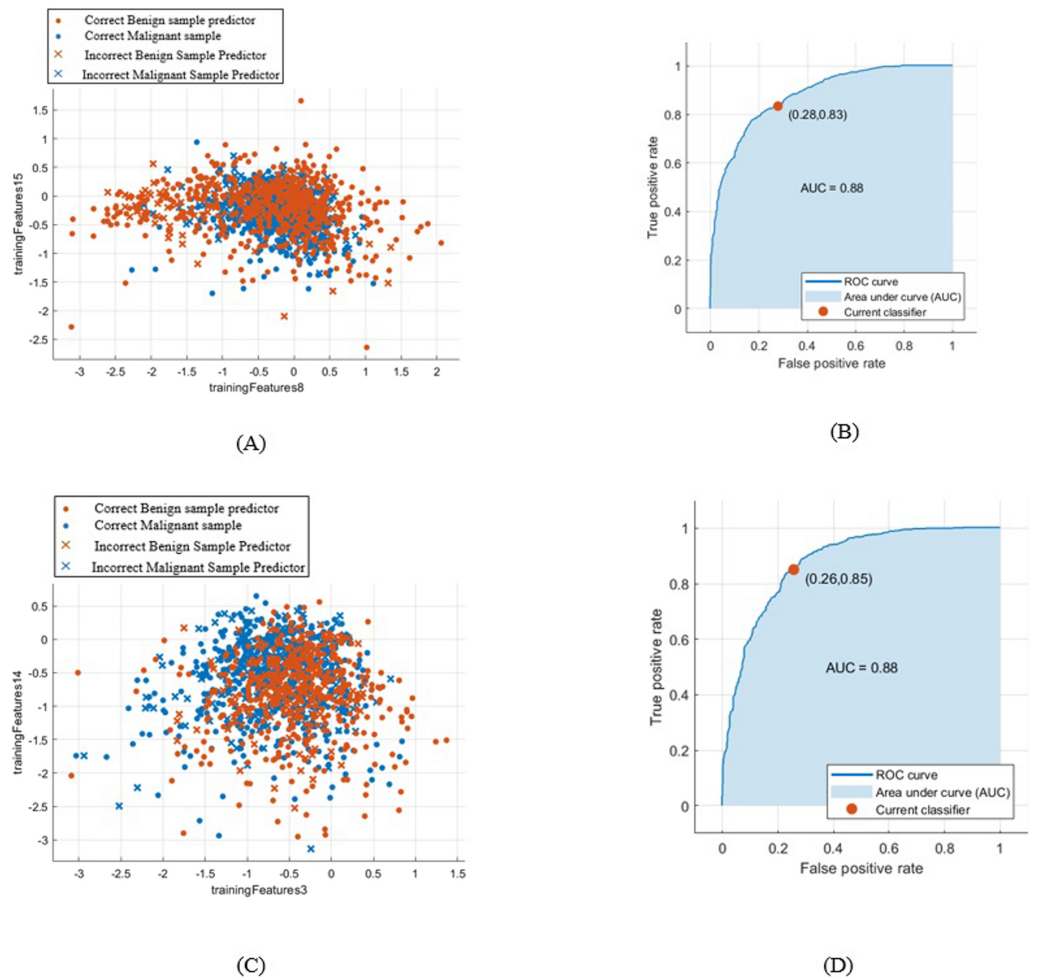 Correct Benign sample predictor
Correct Malignant sample
Incorrect Benign Sample Predictor
Incorrect Malignant Sample Predictor
1.5
1
0.5
0
-0.5
-1
-1.5
-2
-2.5
trainingFeatures15
-3 -2.5 -2 -1.5 -1 -0.5 0 0.5 1 1.5 2
trainingFeatures8
(A)
1
0.8
0.6
0.4
0.2
0
True positive rate
(0.28,0.83)
AUC = 0.88
ROC curve
Area under curve (AUC)
Current classifier
0 0.2 0.4 0.6 0.8 1
False positive rate
(B)
Correct Benign sample predictor
Correct Malignant sample
Incorrect Benign Sample Predictor
Incorrect Malignant Sample Predictor
0.5
0
-0.5
-1
-1.5
-2
-2.5
-3
trainingFeatures14
-3 -2.5 -2 -1.5 -1 -0.5 0 0.5 1 1.5
trainingFeatures3
(C)
1
0.8
0.6
0.4
0.2
0
True positive rate
(0.26,0.85)
AUC = 0.88
ROC curve
Area under curve (AUC)
Current classifier
0 0.2 0.4 0.6 0.8 1
False positive rate
(D)